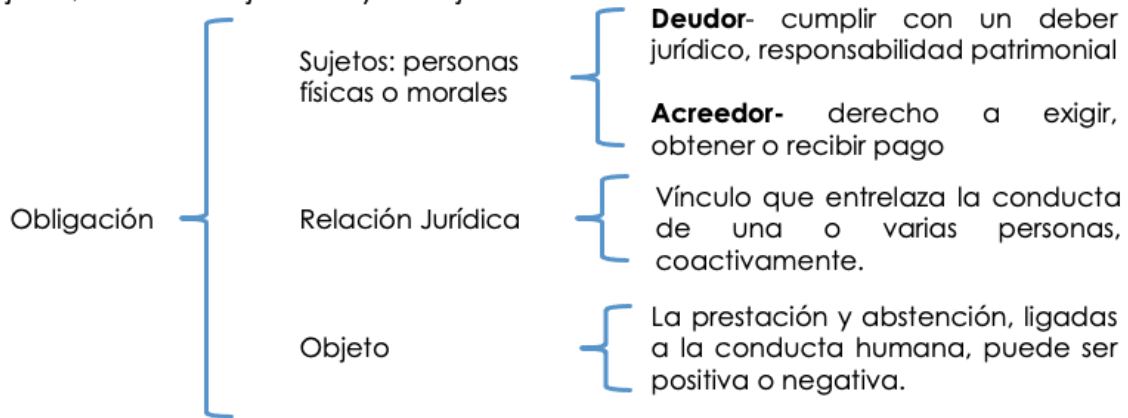 Deudor- cumplir con un deber
jurídico, responsabilidad patrimonial
Sujetos: personas
físicas o morales
Acreedor- derecho a exigir,
obtener o recibir pago
Obligación
Relación Jurídica
Vínculo que entrelaza la conducta
de una o varias personas,
coactivamente.
Objeto
La prestación y abstención, ligadas
a la conducta humana, puede ser
positiva o negativa.